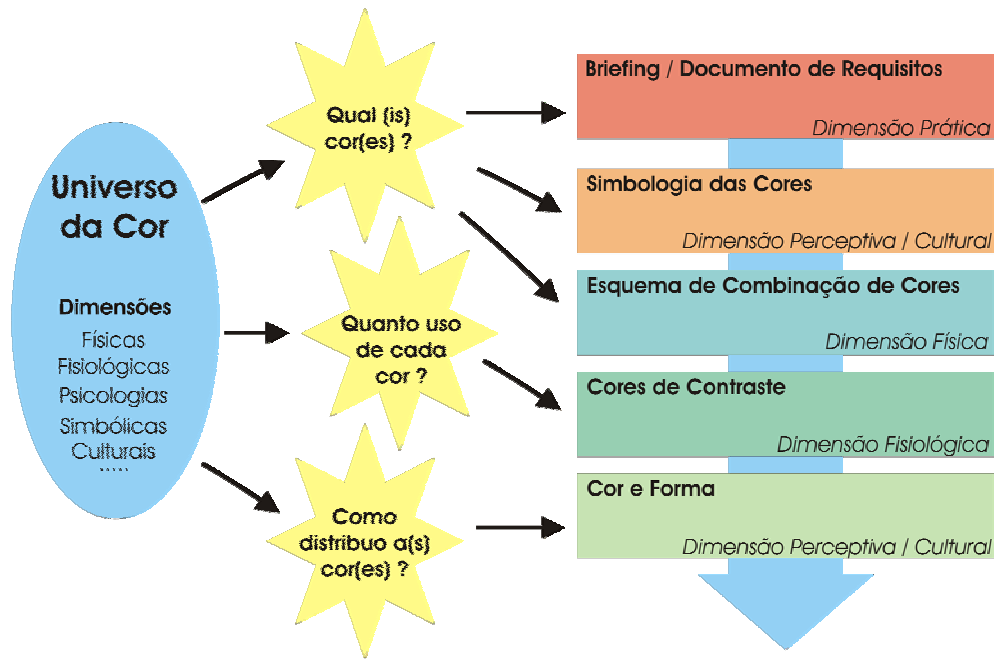 Universo
da Cor
Dimensões
Físicas
Fisiológicas
Psicologias
Simbólicas
Culturais
.....
Qual (is)
cor(es) ?
Quanto uso
de cada
cor ?
Como
distribuo a(s)
cor(es) ?
Briefing / Documento de Requisitos
Dimensão Prática
Simbologia das Cores
Dimensão Perceptiva / Cultural
Esquema de Combinação de Cores
Dimensão Física
Cores de Contraste
Dimensão Fisiológica
Cor e Forma
Dimensão Perceptiva / Cultural